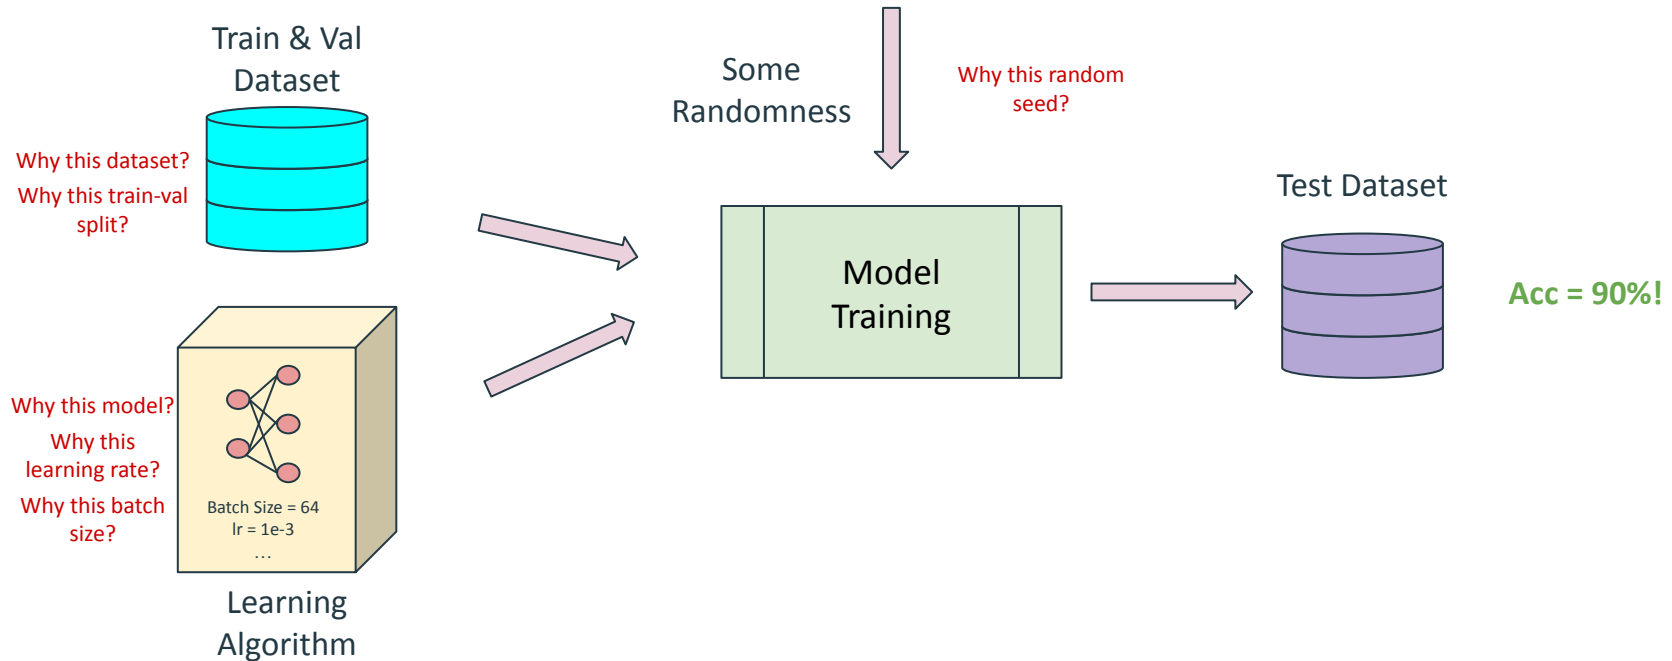 Train & Val
Dataset
Why this dataset?
Why this train-val
split?
Some
Randomness
Why this random
seed?
Model
Training
Test Dataset
Acc = 90%!
Why this model?
Why this
learning rate?
Why this batch
size?
Batch Size = 64
lr = 1e-3
...
Learning
Algorithm